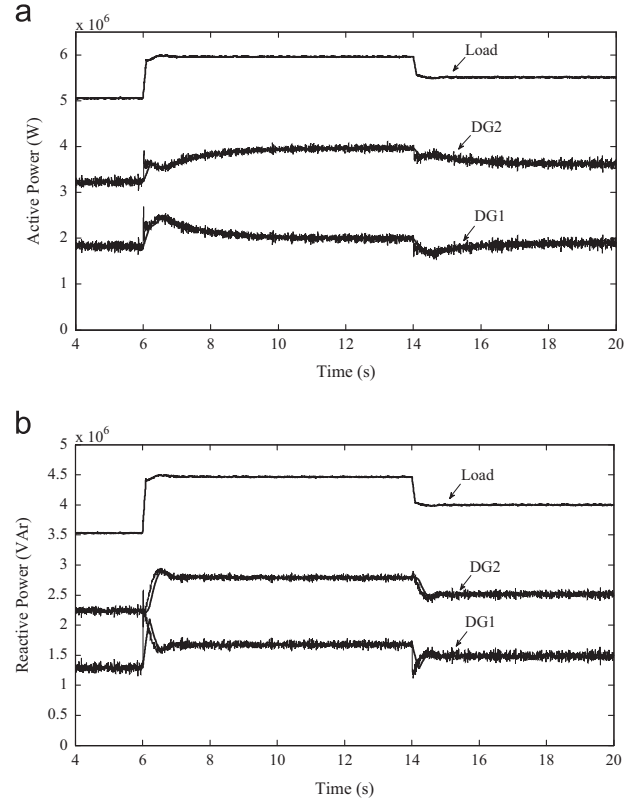 a
x 10^6
6
5
4
3
2
1
0
Active Power (W)
Load
DG2
DG1
4 6 8 10 12 14 16 18 20
Time (s)
b
x 10^6
5
4.5
4
3.5
3
2.5
2
1.5
1
0.5
0
Reactive Power (VAr)
Load
DG2
DG1
4 6 8 10 12 14 16 18 20
Time (s)